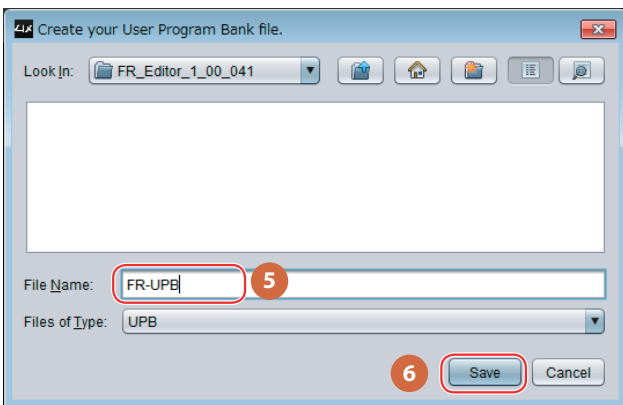 4X Create your User Program Bank file.
Look In: FR_Editor_1_00_041
File Name: FR-UPB 5
Files of Type: UPB
6 Save Cancel